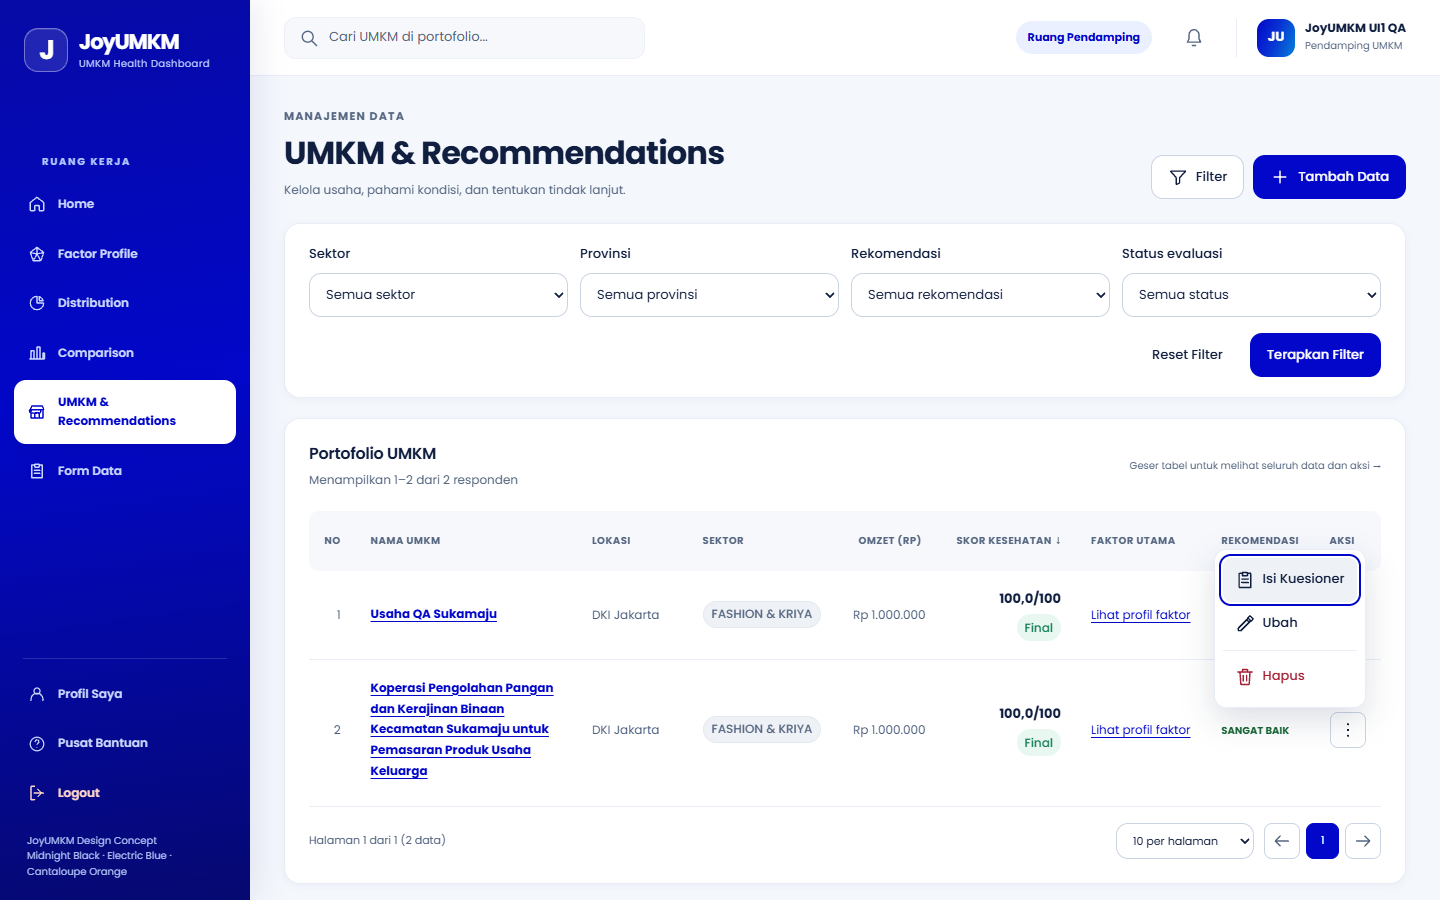 J
JoyUMKM
UMKM Health Dashboard
RUANG KERJA
Home
Factor Profile
Distribution
Comparison
UMKM &
Recommendations
Form Data
Profil Saya
Pusat Bantuan
Logout
JoyUMKM Design Concept
Midnight Black · Electric Blue ·
Cantaloupe Orange
Cari UMKM di portofolio...
Ruang Pendamping
JU
JoyUMKM UI1 QA
Pendamping UMKM
MANAJEMEN DATA
UMKM & Recommendations
Kelola usaha, pahami kondisi, dan tentukan tindak lanjut.
Filter
Tambah Data
Sektor
Provinsi
Rekomendasi
Status evaluasi
Semua sektor
Semua provinsi
Semua rekomendasi
Semua status
Reset Filter
Terapkan Filter
Portofolio UMKM
Menampilkan 1–2 dari 2 responden
Geser tabel untuk melihat seluruh data dan aksi →
NO NAMA UMKM LOKASI SEKTOR OMZET (RP) SKOR KESEHATAN ↓ FAKTOR UTAMA REKOMENDASI AKSI
1 Usaha QA Sukamaju DKI Jakarta FASHION & KRIYA Rp 1.000.000 100,0/100 Lihat profil faktor
Final
Isi Kuesioner
Ubah
Hapus
2 Koperasi Pengolahan Pangan
dan Kerajinan Binaan
Kecamatan Sukamaju untuk
Pemasaran Produk Usaha
Keluarga
DKI Jakarta FASHION & KRIYA Rp 1.000.000 100,0/100 Lihat profil faktor SANGAT BAIK
Final
Halaman 1 dari 1 (2 data)
10 per halaman
1